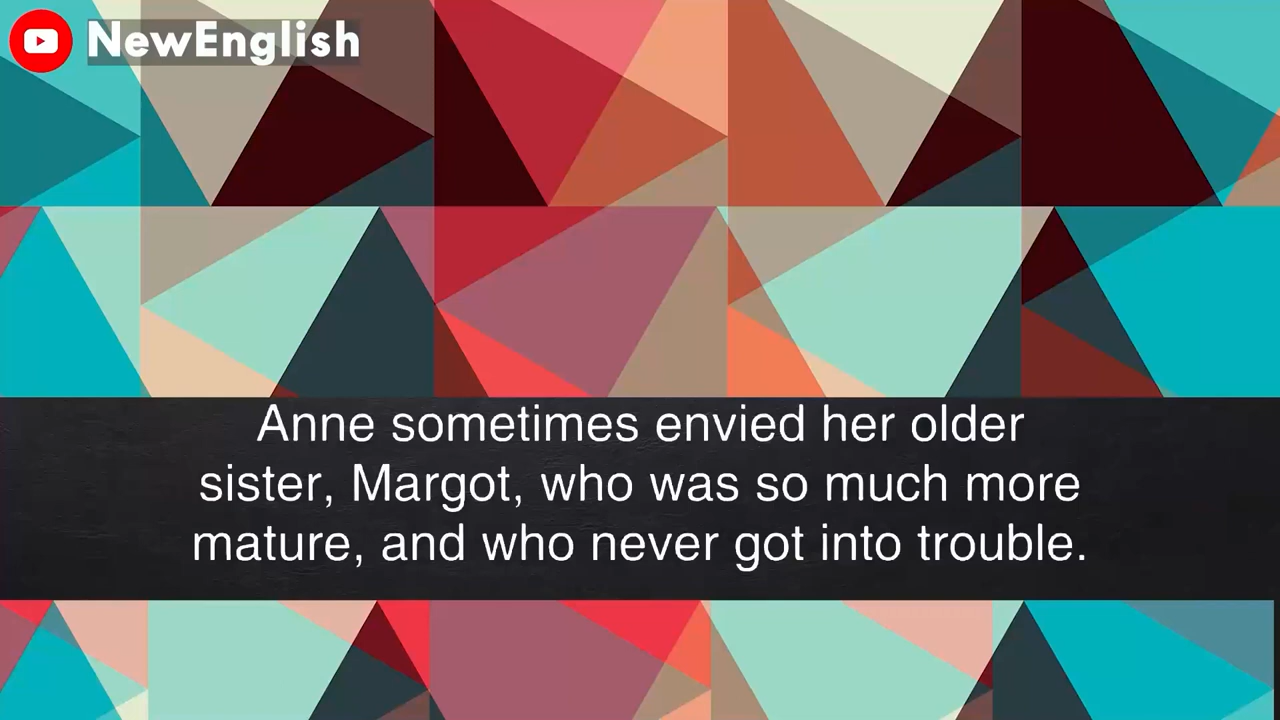 NewEnglish
Anne sometimes envied her older
sister, Margot, who was so much more
mature, and who never got into trouble.